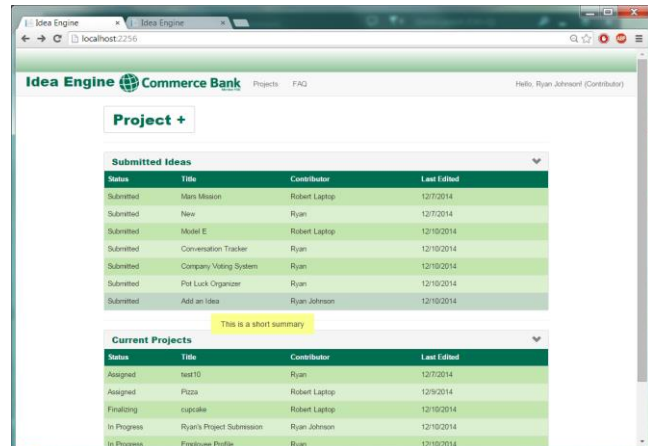 Idea Engine
Idea Engine
localhost:2256
Idea Engine Commerce Bank Projects FAQ Hello, Ryan Johnson! (Contributor)
Project +
Submitted Ideas
Status Title Contributor Last Edited
Submitted Mars Mission Robert Laptop 12/7/2014
Submitted New Ryan 12/7/2014
Submitted Model E Robert Laptop 12/10/2014
Submitted Conversation Tracker Ryan 12/10/2014
Submitted Company Voting System Ryan 12/10/2014
Submitted Pot Luck Organizer Ryan 12/10/2014
Submitted Add an Idea Ryan Johnson 12/10/2014
This is a short summary
Current Projects
Status Title Contributor Last Edited
Assigned test10 Ryan 12/7/2014
Assigned Pizza Robert Laptop 12/9/2014
Finalizing cupcake Robert Laptop 12/10/2014
In Progress Ryan's Project Submission Ryan Johnson 12/10/2014
In Progress Employee Profile Ryan 12/10/2014